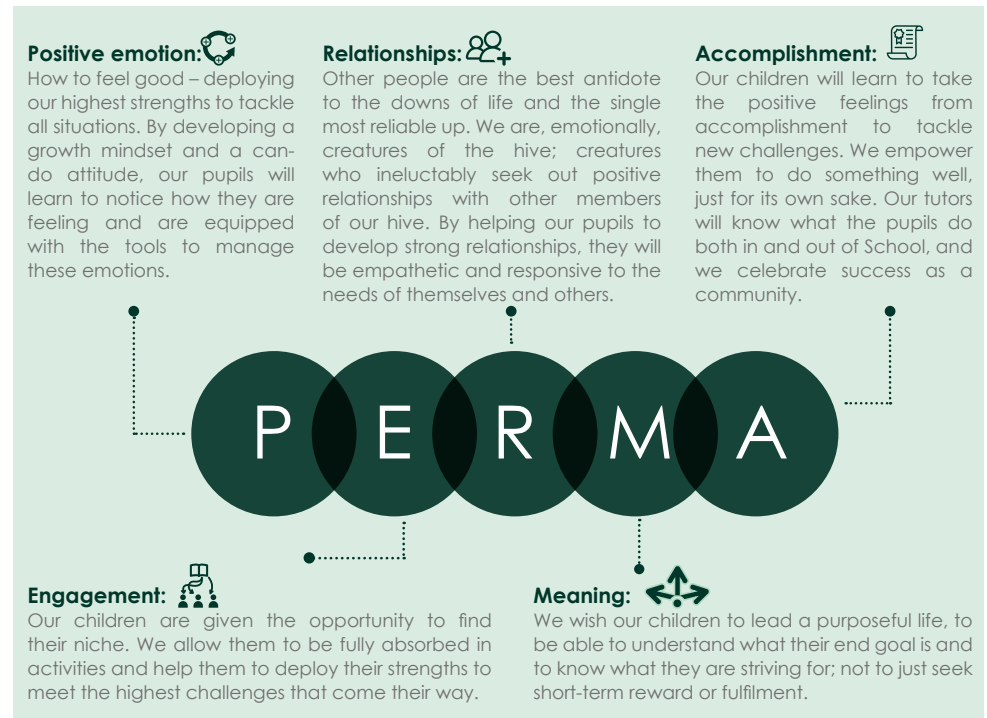 Positive emotion:
How to feel good – deploying
our highest strengths to tackle
all situations. By developing a
growth mindset and a can-
do attitude, our pupils will
learn to notice how they are
feeling and are equipped
with the tools to manage
these emotions.
Relationships:
Other people are the best antidote
to the downs of life and the single
most reliable up. We are, emotionally,
creatures of the hive; creatures
who ineluctably seek out positive
relationships with other members
of our hive. By helping our pupils to
develop strong relationships, they will
be empathetic and responsive to the
needs of themselves and others.
Accomplishment:
Our children will learn to take
the positive feelings from
accomplishment to tackle
new challenges. We empower
them to do something well,
just for its own sake. Our tutors
will know what the pupils do
both in and out of School, and
we celebrate success as a
community.
P E R M A
Engagement:
Our children are given the opportunity to find
their niche. We allow them to be fully absorbed in
activities and help them to deploy their strengths to
meet the highest challenges that come their way.
Meaning:
We wish our children to lead a purposeful life, to
be able to understand what their end goal is and
to know what they are striving for; not to just seek
short-term reward or fulfilment.